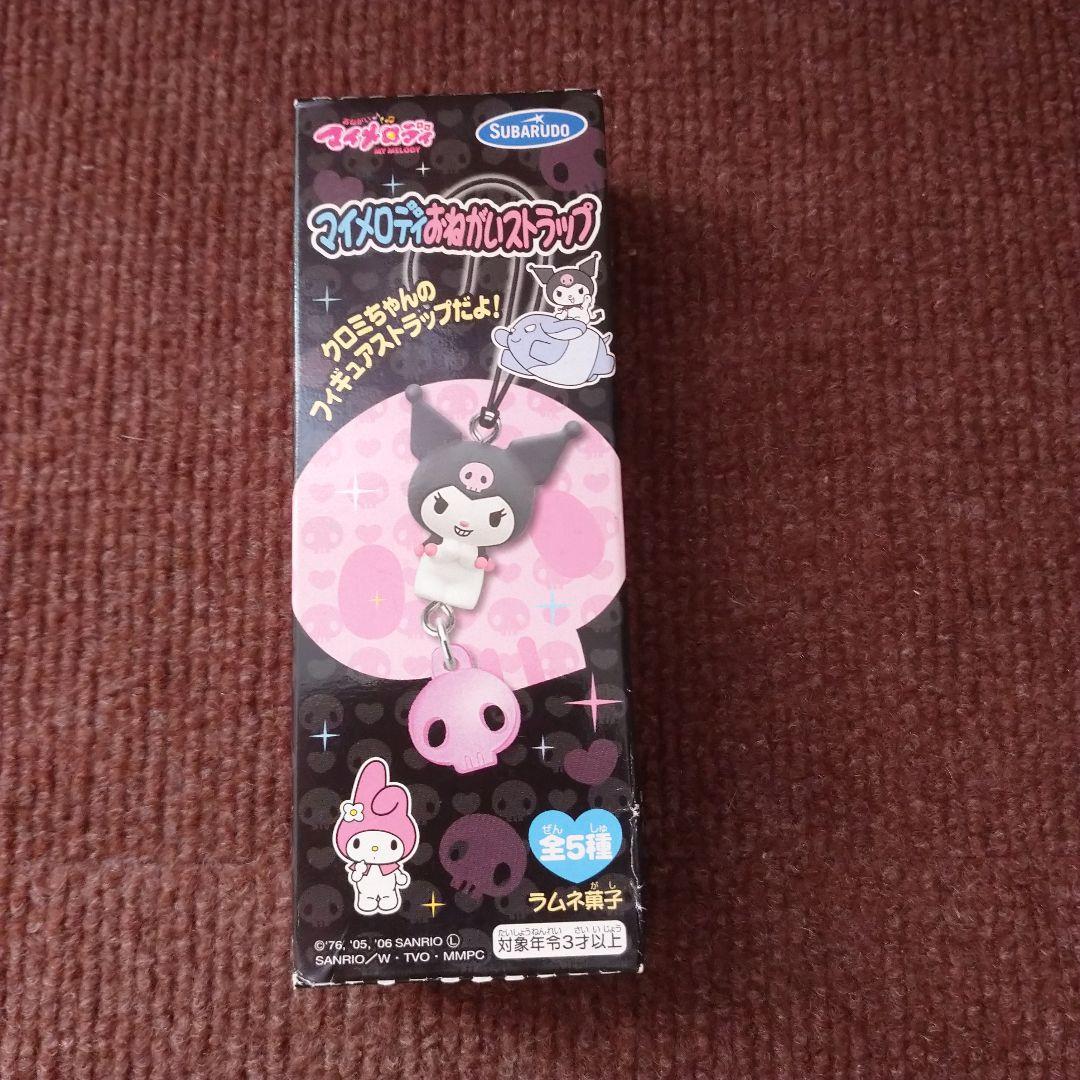 おねがい
マイメロディ
MY MELODY
SUBARUDO
マイメロディおねがいストラップ
クロミちゃんの
フィギュアストラップだよ!
ぜん しゅ
全5種
がし
ラムネ菓子
たいしょうねんれい さい いじょう
対象年令3才以上
©'76, '05, '06 SANRIO Ⓛ
SANRIO/W・TVO・MMPC